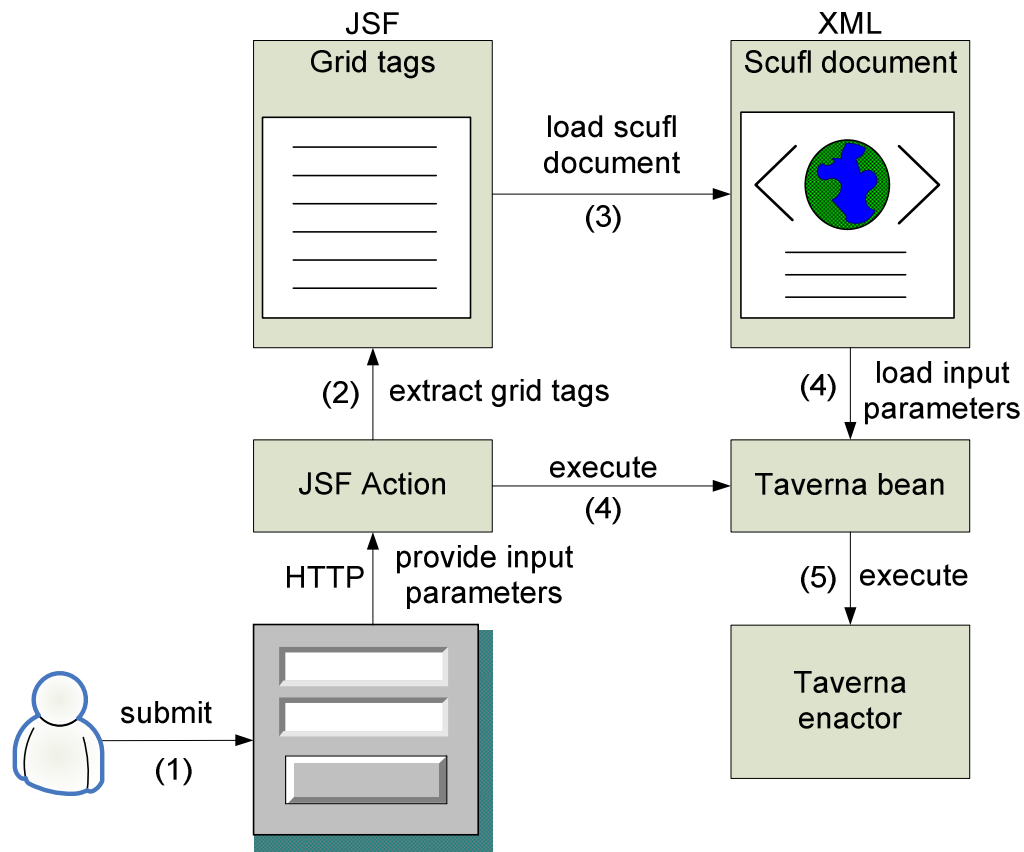 JSF
XML
Grid tags
Scufl document
load scufl
document
(3)
(2)
extract grid tags
(4)
load input
parameters
JSF Action
execute
(4)
Taverna bean
HTTP
provide input
parameters
(5)
execute
submit
(1)
Taverna
enactor